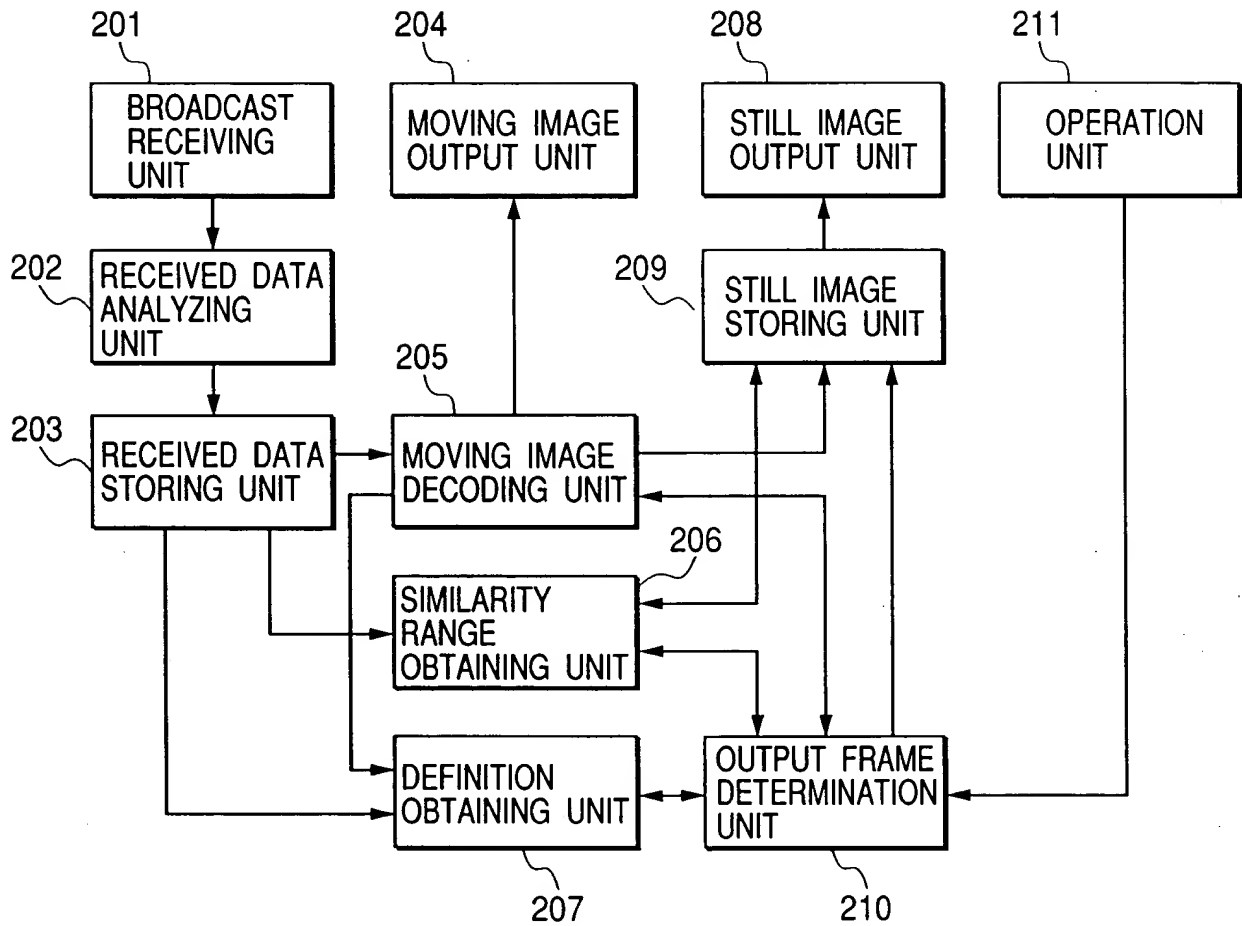 201
BROADCAST
RECEIVING
UNIT
204
MOVING IMAGE
OUTPUT UNIT
208
STILL IMAGE
OUTPUT UNIT
211
OPERATION
UNIT
202
RECEIVED DATA
ANALYZING
UNIT
209
STILL IMAGE
STORING UNIT
203
RECEIVED DATA
STORING UNIT
205
MOVING IMAGE
DECODING UNIT
206
SIMILARITY
RANGE
OBTAINING UNIT
DEFINITION
OBTAINING UNIT
207
OUTPUT FRAME
DETERMINATION
UNIT
210